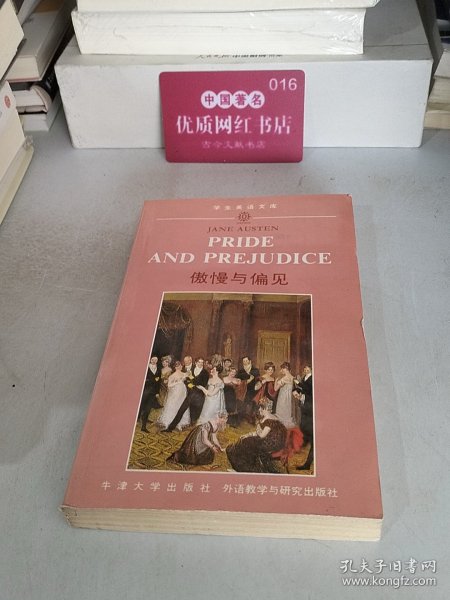 016
中国著名
优质网红书店
古今文献书店
学生英语文库
JANE AUSTEN
PRIDE
AND PREJUDICE
傲慢与偏见
牛津大学出版社 外语教学与研究出版社
孔夫子旧书网
www.kongfz.com